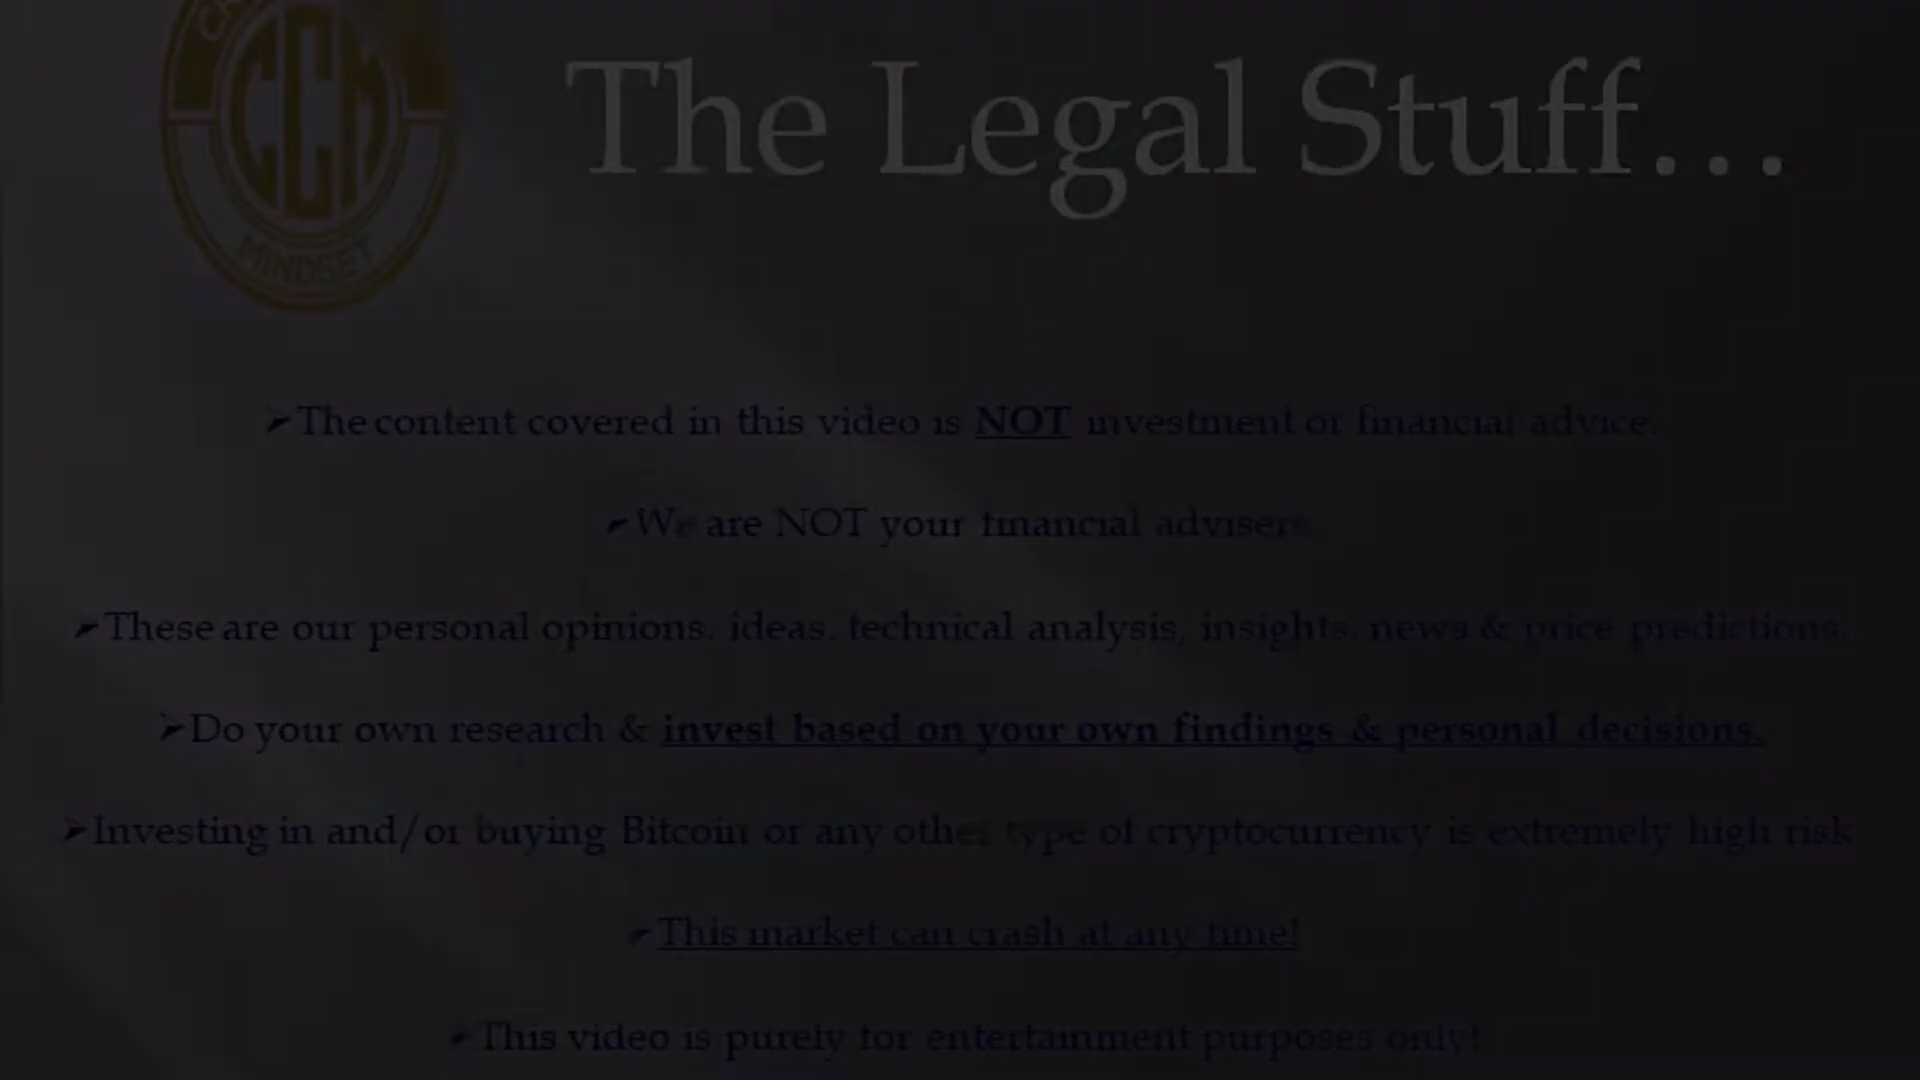 The Legal Stuff...
CCM
MINDSET
➢The content covered in this video is NOT investment or financial advice.
➢We are NOT your financial advisers
➢These are our personal opinions, ideas, technical analysis, insights, news & price predictions.
➢Do your own research & invest based on your own findings & personal decisions.
➢Investing in and/or buying Bitcoin or any other type of cryptocurrency is extremely high risk
➢This market can crash at any time!
➢This video is purely for entertainment purposes only!